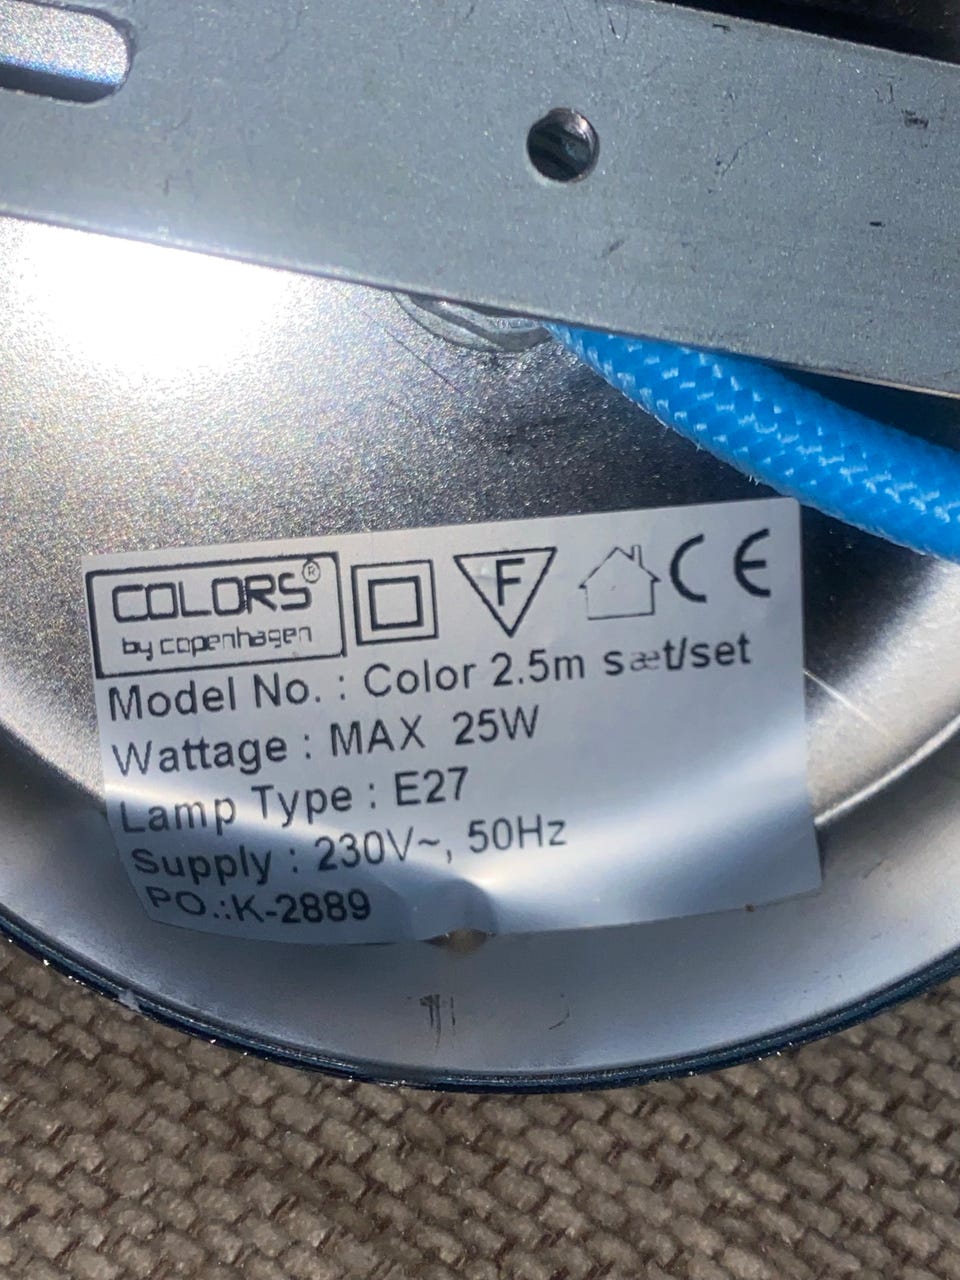 COLORS®
by copenhagen
F
CE
Model No. : Color 2.5m sæt/set
Wattage : MAX 25W
Lamp Type : E27
Supply : 230V~, 50Hz
PO.:K-2889